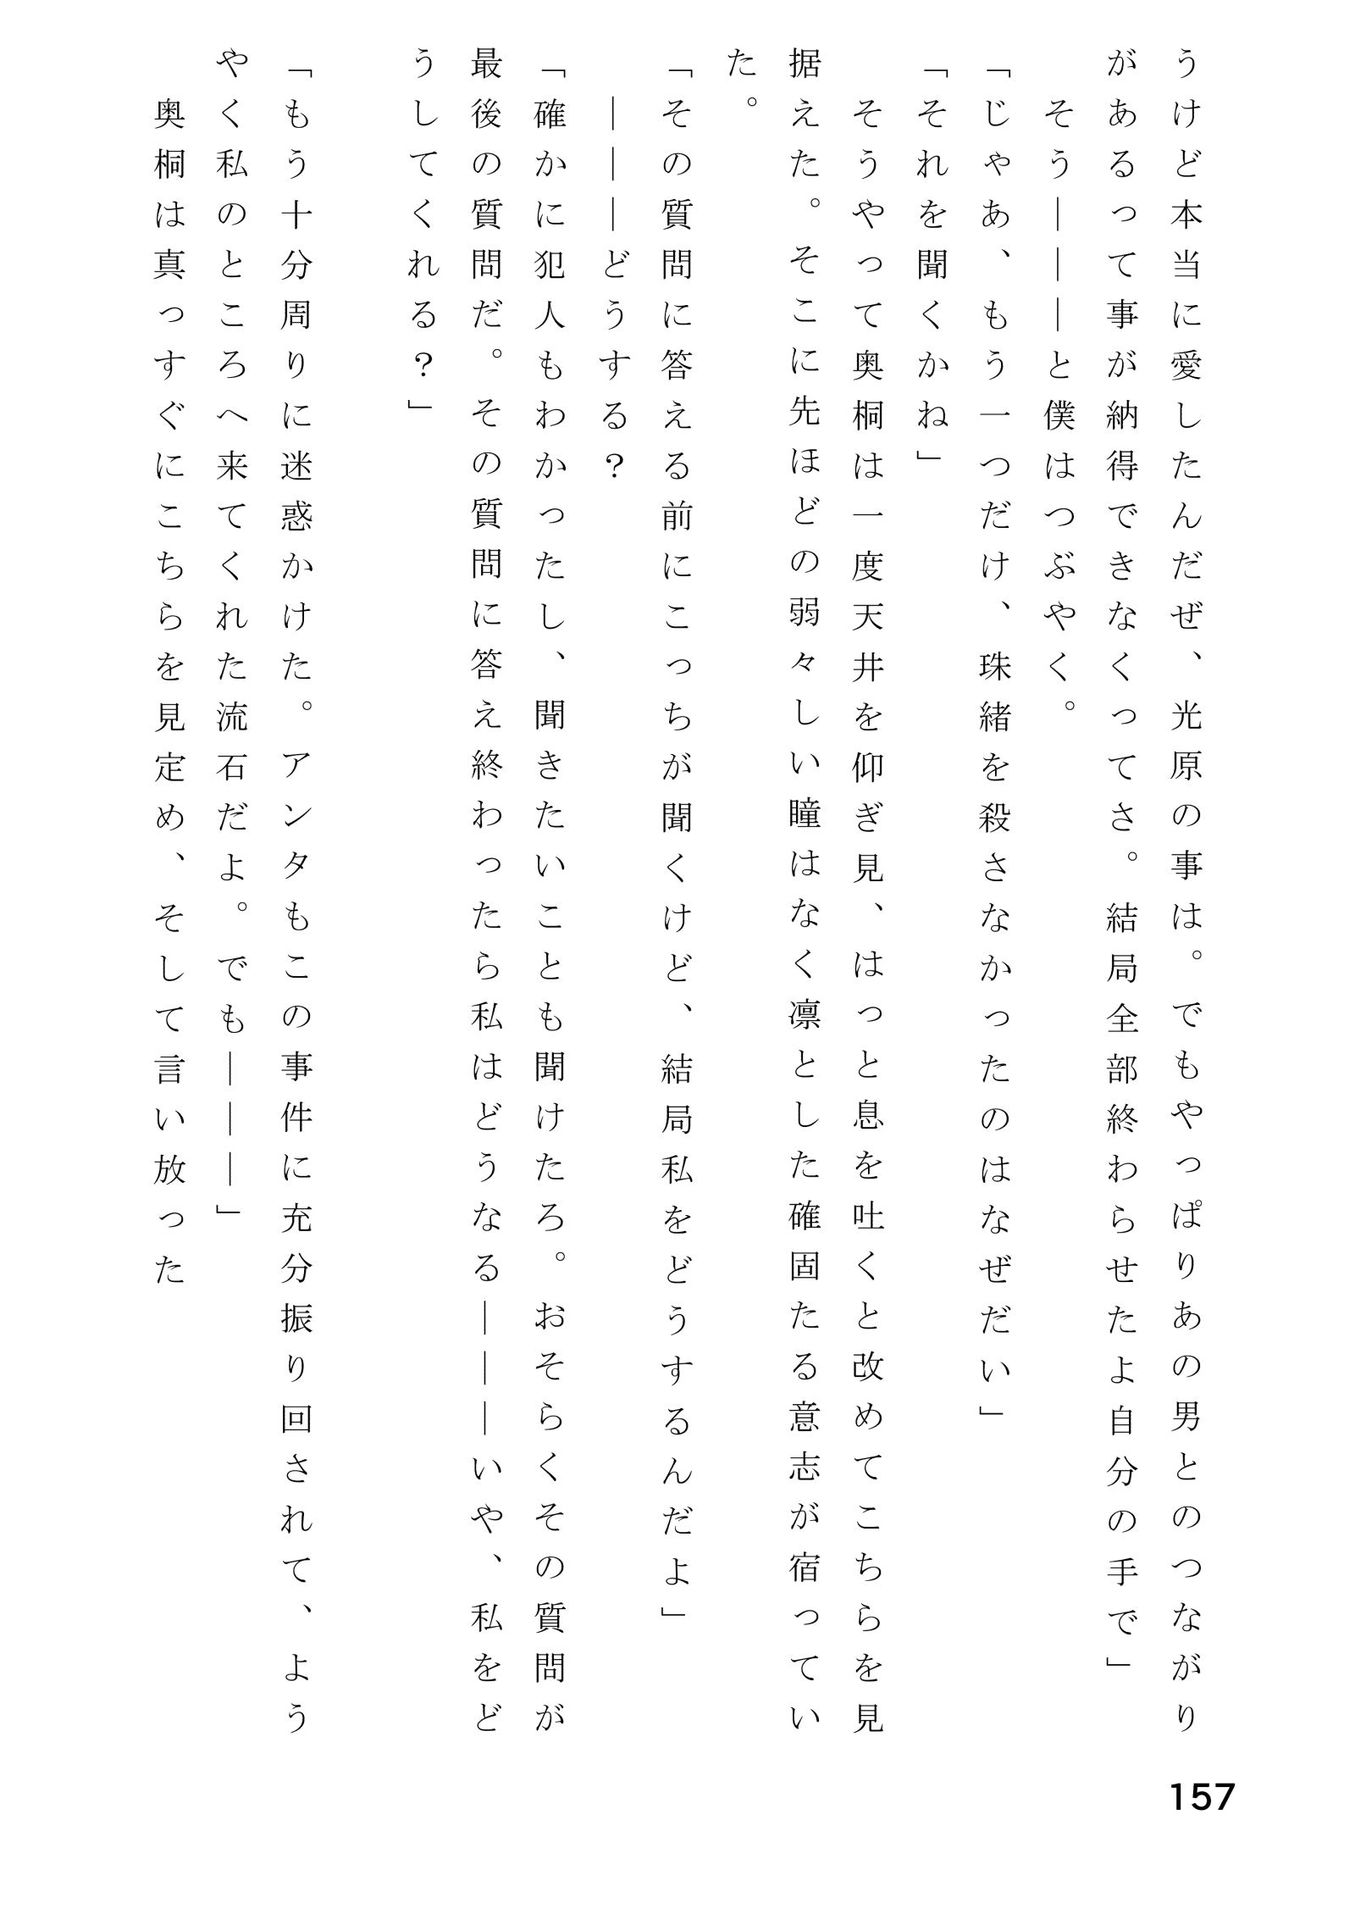 うけど本当に愛したんだぜ、光原の事は。でもやっぱりあの男とのつながり
があるって事が納得できなくってさ。結局全部終わらせたよ自分の手で」
そう―――と僕はつぶやく。
「じゃあ、もう一つだけ、珠緒を殺さなかったのはなぜだい」
「それを聞くかね」
そうやって奥桐は一度天井を仰ぎ見、はっと息を吐くと改めてこちらを見
据えた。そこに先ほどの弱々しい瞳はなく凛とした確固たる意志が宿ってい
た。
「その質問に答える前にこっちが聞くけど、結局私をどうするんだよ」
―――どうする?
「確かに犯人もわかったし、聞きたいことも聞けたろ。おそらくその質問が
最後の質問だ。その質問に答え終わったら私はどうなる―――いや、私をど
うしてくれる?」
「もう十分周りに迷惑かけた。アンタもこの事件に充分振り回されて、よう
やく私のところへ来てくれた流石だよ。でも―――」
奥桐は真っすぐにこちらを見定め、そして言い放った
157